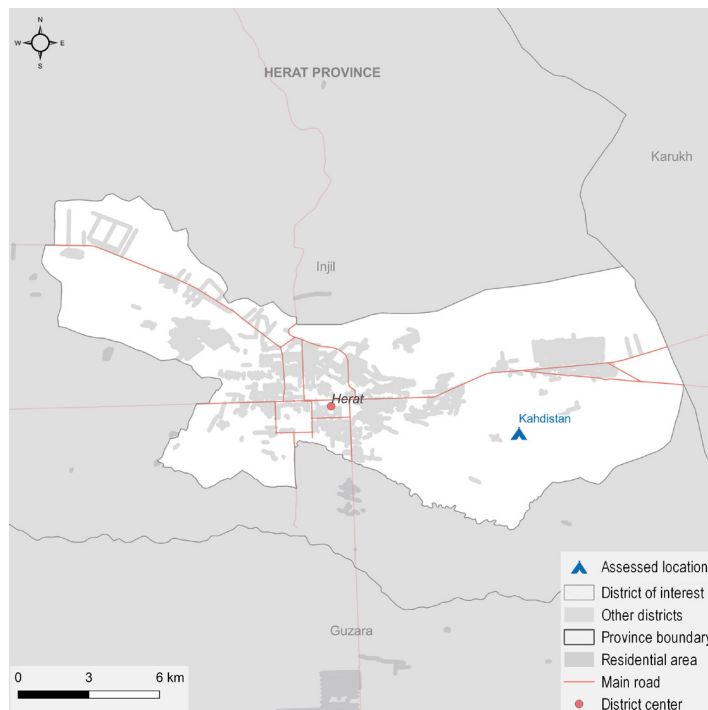 N
W E
S
HERAT PROVINCE
Karukh
Injil
Herat
Kahdistan
Guzara
Assessed location
District of interest
Other districts
Province boundary
Residential area
Main road
District center
0 3 6 km